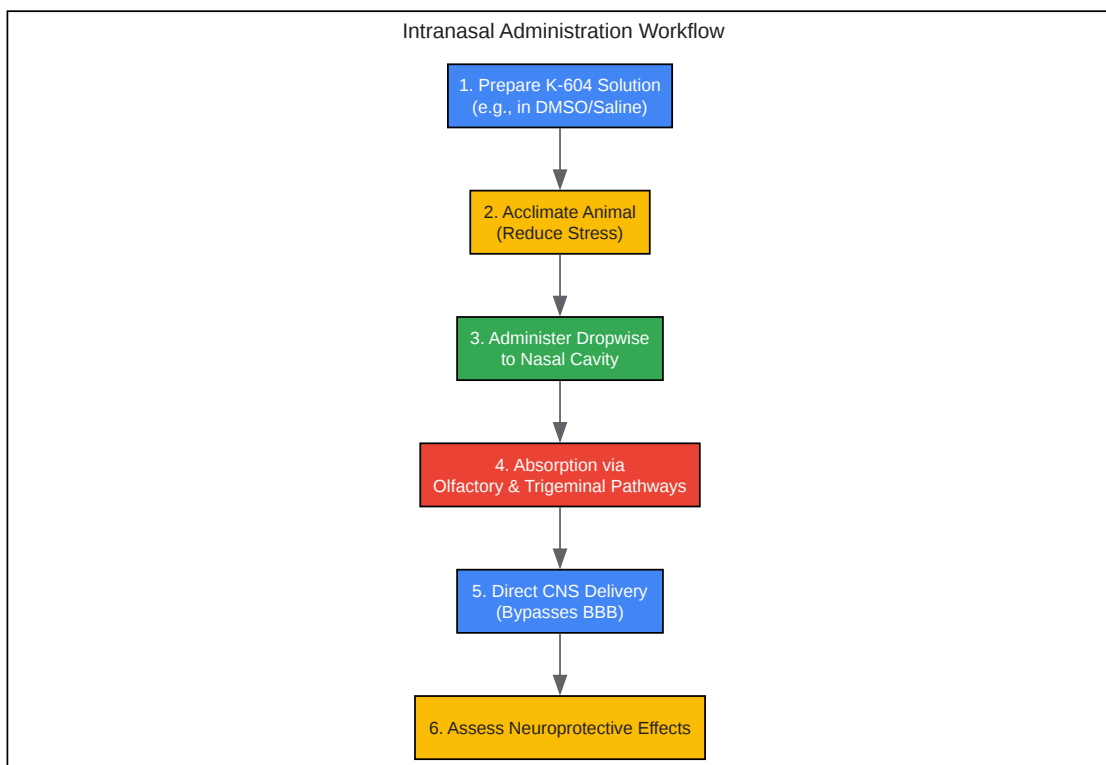 Intranasal Administration Workflow
1. Prepare K-604 Solution
(e.g., in DMSO/Saline)
2. Acclimate Animal
(Reduce Stress)
3. Administer Dropwise
to Nasal Cavity
4. Absorption via
Olfactory & Trigeminal Pathways
5. Direct CNS Delivery
(Bypasses BBB)
6. Assess Neuroprotective Effects